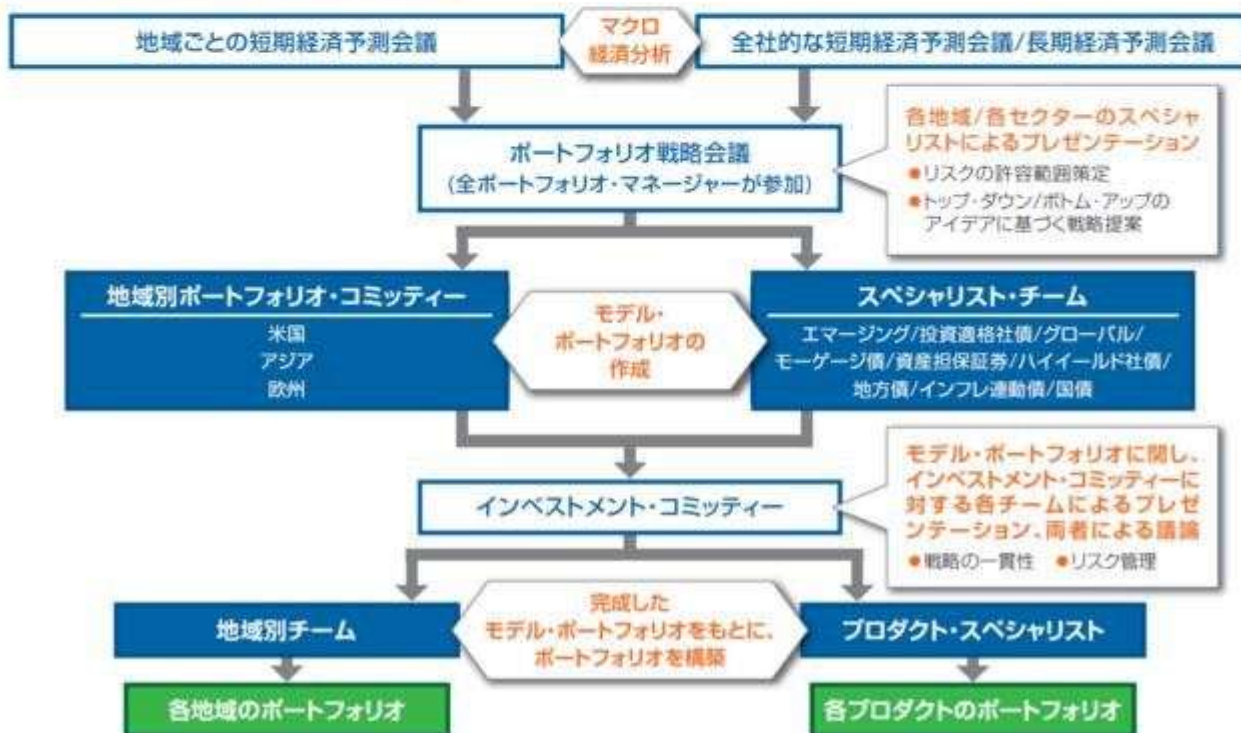 地域ごとの短期経済予測会議
マクロ
経済分析
全社的な短期経済予測会議/長期経済予測会議
ポートフォリオ戦略会議
(全ポートフォリオ・マネージャーが参加)
各地域/各セクターのスペシャ
リストによるプレゼンテーション
●リスクの許容範囲策定
●トップ・ダウン/ボトム・アップの
アイデアに基づく戦略提案
地域別ポートフォリオ・コミッティー
米国
アジア
欧州
モデル・
ポートフォリオの
作成
スペシャリスト・チーム
エマージング/投資適格社債/グローバル/
モーゲージ債/資産担保証券/ハイイールド社債/
地方債/インフレ連動債/国債
インベストメント・コミッティー
モデル・ポートフォリオに関し、
インベストメント・コミッティーに
対する各チームによるプレゼ
ンテーション、両者による議論
●戦略の一貫性 ●リスク管理
地域別チーム
完成した
モデル・ポートフォリオをもとに、
ポートフォリオを構築
プロダクト・スペシャリスト
各地域のポートフォリオ
各プロダクトのポートフォリオ